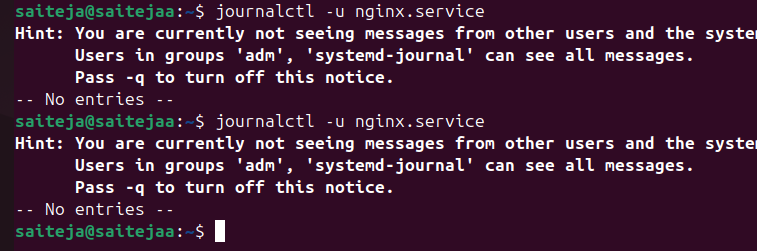 saiteja@saitejaa:~$ journalctl -u nginx.service
Hint: You are currently not seeing messages from other users and the
Users in groups 'adm', 'systemd-journal' can see all messages.
Pass -q to turn off this notice.
-- No entries --
saiteja@saitejaa:~$ journalctl -u nginx.service
Hint: You are currently not seeing messages from other users and the
Users in groups 'adm', 'systemd-journal' can see all messages.
Pass -q to turn off this notice.
-- No entries --
saiteja@saitejaa:~$